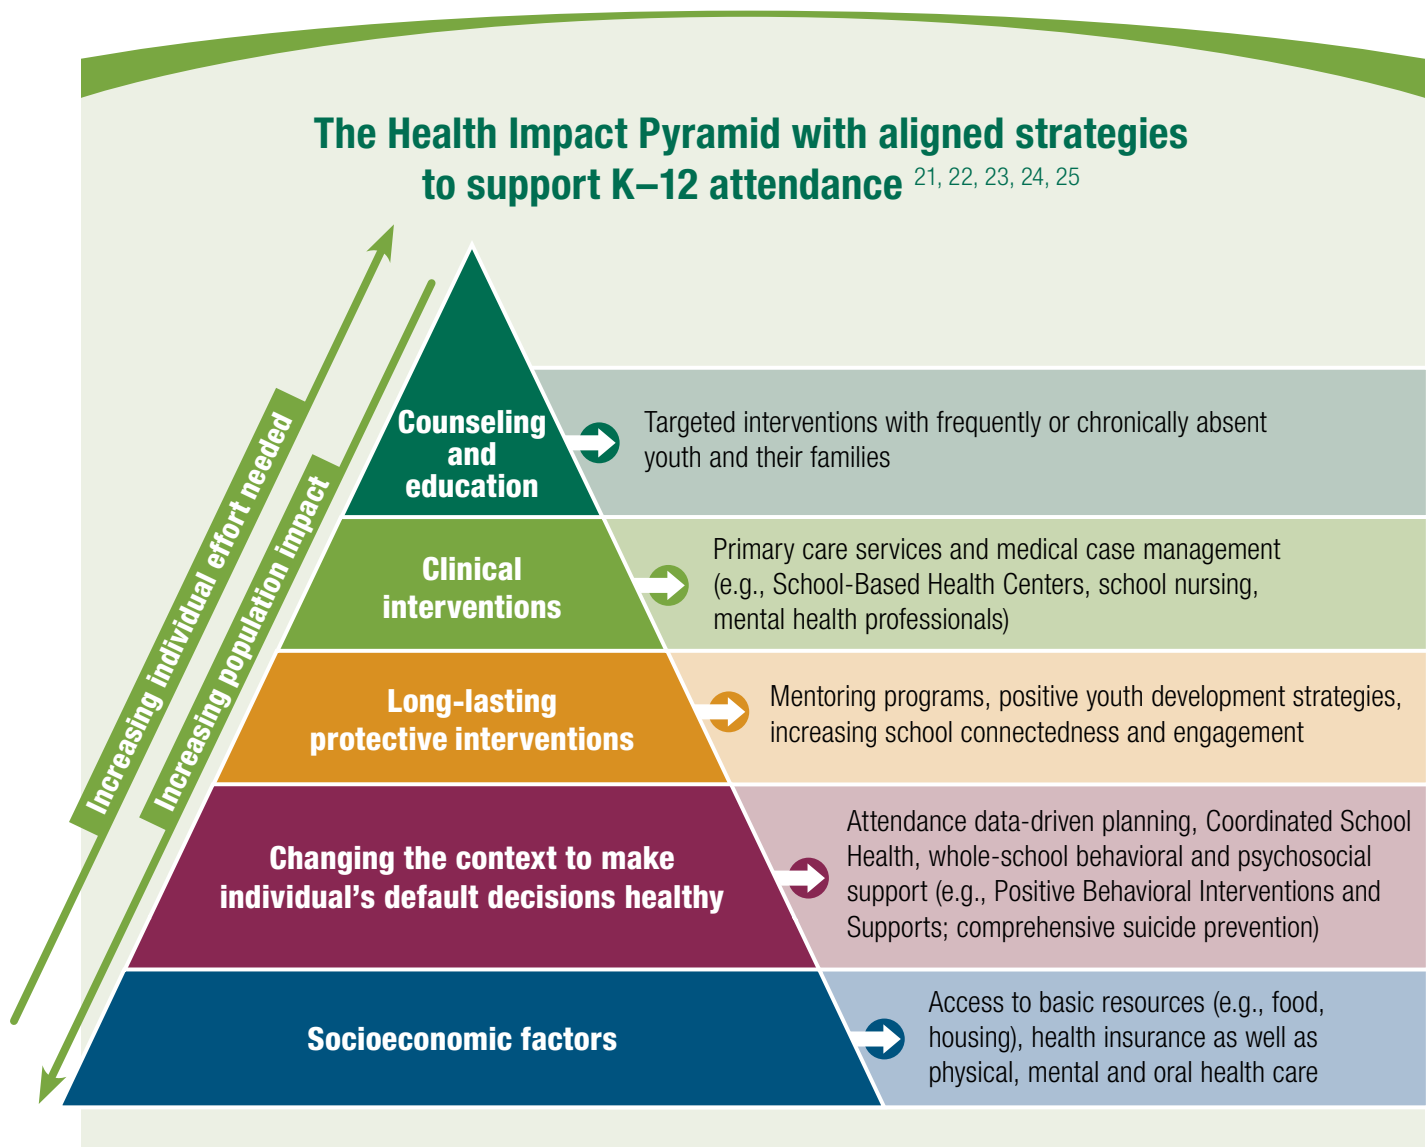 The Health Impact Pyramid with aligned strategies
to support K–12 attendance 21, 22, 23, 24, 25
Increasing individual effort needed
Increasing population impact
Counseling
and
education
Targeted interventions with frequently or chronically absent
youth and their families
Clinical
interventions
Primary care services and medical case management
(e.g., School-Based Health Centers, school nursing,
mental health professionals)
Long-lasting
protective interventions
Mentoring programs, positive youth development strategies,
increasing school connectedness and engagement
Changing the context to make
individual’s default decisions healthy
Attendance data-driven planning, Coordinated School
Health, whole-school behavioral and psychosocial
support (e.g., Positive Behavioral Interventions and
Supports; comprehensive suicide prevention)
Socioeconomic factors
Access to basic resources (e.g., food,
housing), health insurance as well as
physical, mental and oral health care